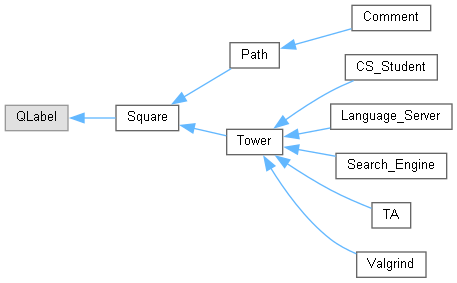 Comment
Path
CS_Student
QLabel
Square
Language_Server
Tower
Search_Engine
TA
Valgrind